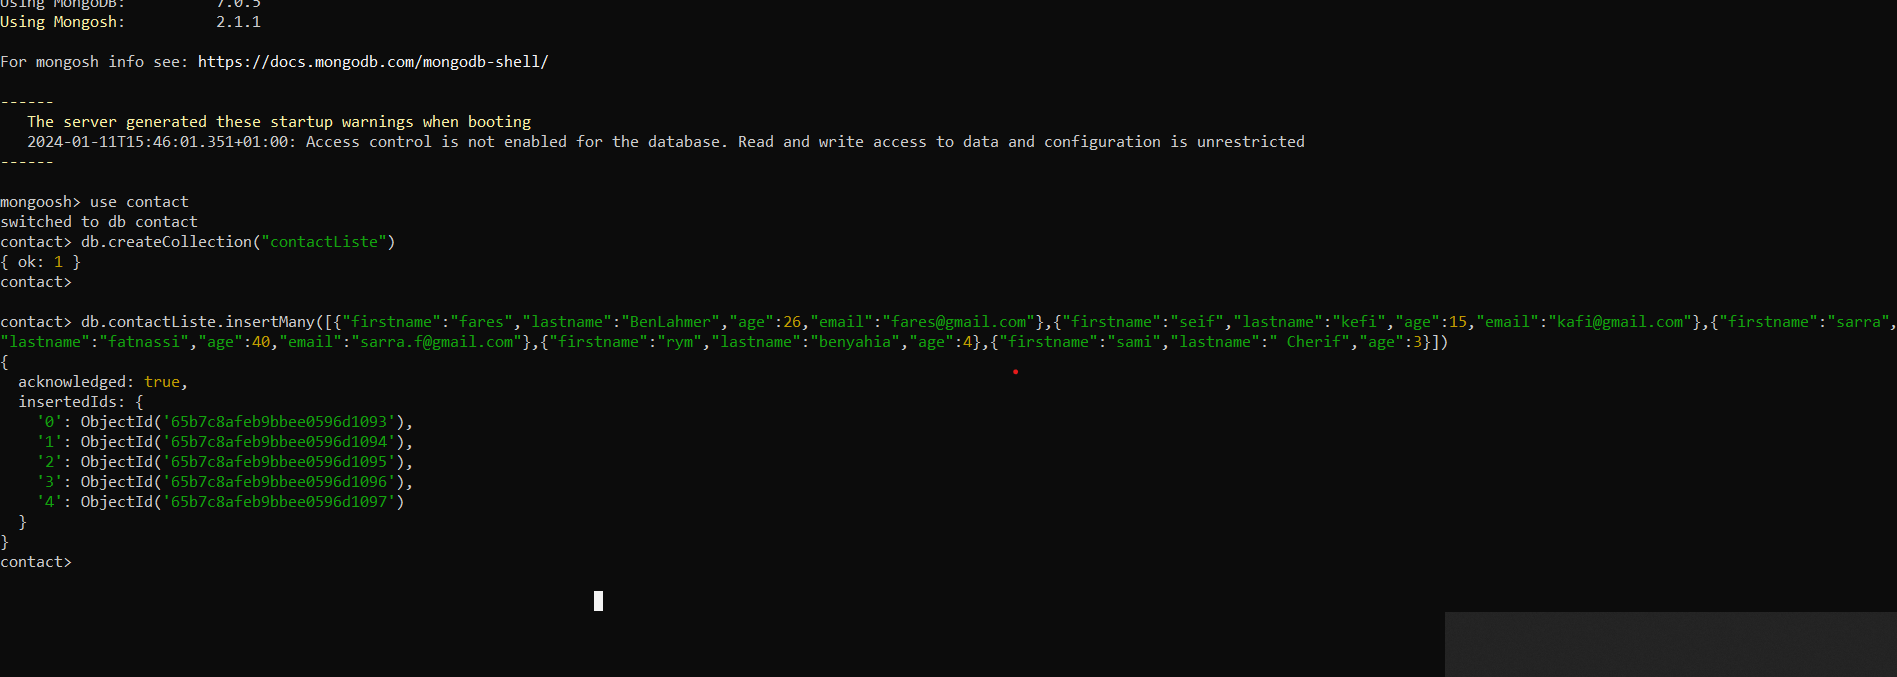 Using MongoDB: 7.0.5
Using Mongosh: 2.1.1
For mongosh info see: https://docs.mongodb.com/mongodb-shell/
------
The server generated these startup warnings when booting
2024-01-11T15:46:01.351+01:00: Access control is not enabled for the database. Read and write access to data and configuration is unrestricted
------
mongoosh> use contact
switched to db contact
contact> db.createCollection("contactListe")
{ ok: 1 }
contact>
contact> db.contactListe.insertMany([{"firstname":"fares","lastname":"BenLahmer","age":26,"email":"fares@gmail.com"},{"firstname":"seif","lastname":"kefi","age":15,"email":"kafi@gmail.com"},{"firstname":"sarra",
"lastname":"fatnassi","age":40,"email":"sarra.f@gmail.com"},{"firstname":"rym","lastname":"benyahia","age":4},{"firstname":"sami","lastname":" Cherif","age":3}])
{
acknowledged: true,
insertedIds: {
'0': ObjectId('65b7c8afeb9bbee0596d1093'),
'1': ObjectId('65b7c8afeb9bbee0596d1094'),
'2': ObjectId('65b7c8afeb9bbee0596d1095'),
'3': ObjectId('65b7c8afeb9bbee0596d1096'),
'4': ObjectId('65b7c8afeb9bbee0596d1097')
}
}
contact>